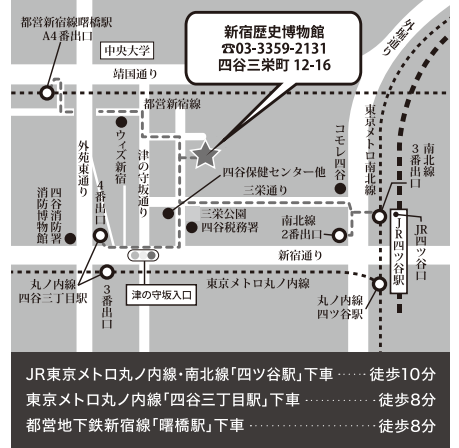 都営新宿線曙橋駅
A4番出口
中央大学
靖国通り
新宿歴史博物館
☎03-3359-2131
四谷三栄町 12-16
外堀通り
都営新宿線
東京メトロ南北線
外苑東通り
ウィズ新宿
津の守坂通り
コモレ四谷
南北線
3番出口
四谷保健センター他
三栄通り
四谷消防署
消防博物館
4番出口
三栄公園
四谷税務署
南北線
2番出口
JR四ツ谷駅
JR四ツ谷口
新宿通り
丸ノ内線
四谷三丁目駅
3番出口
津の守坂入口
東京メトロ丸ノ内線
丸ノ内線
四ツ谷駅
JR東京メトロ丸ノ内線・南北線「四ツ谷駅」下車 ……徒歩10分
東京メトロ丸ノ内線「四谷三丁目駅」下車 …………徒歩8分
都営地下鉄新宿線「曙橋駅」下車 ………………徒歩8分